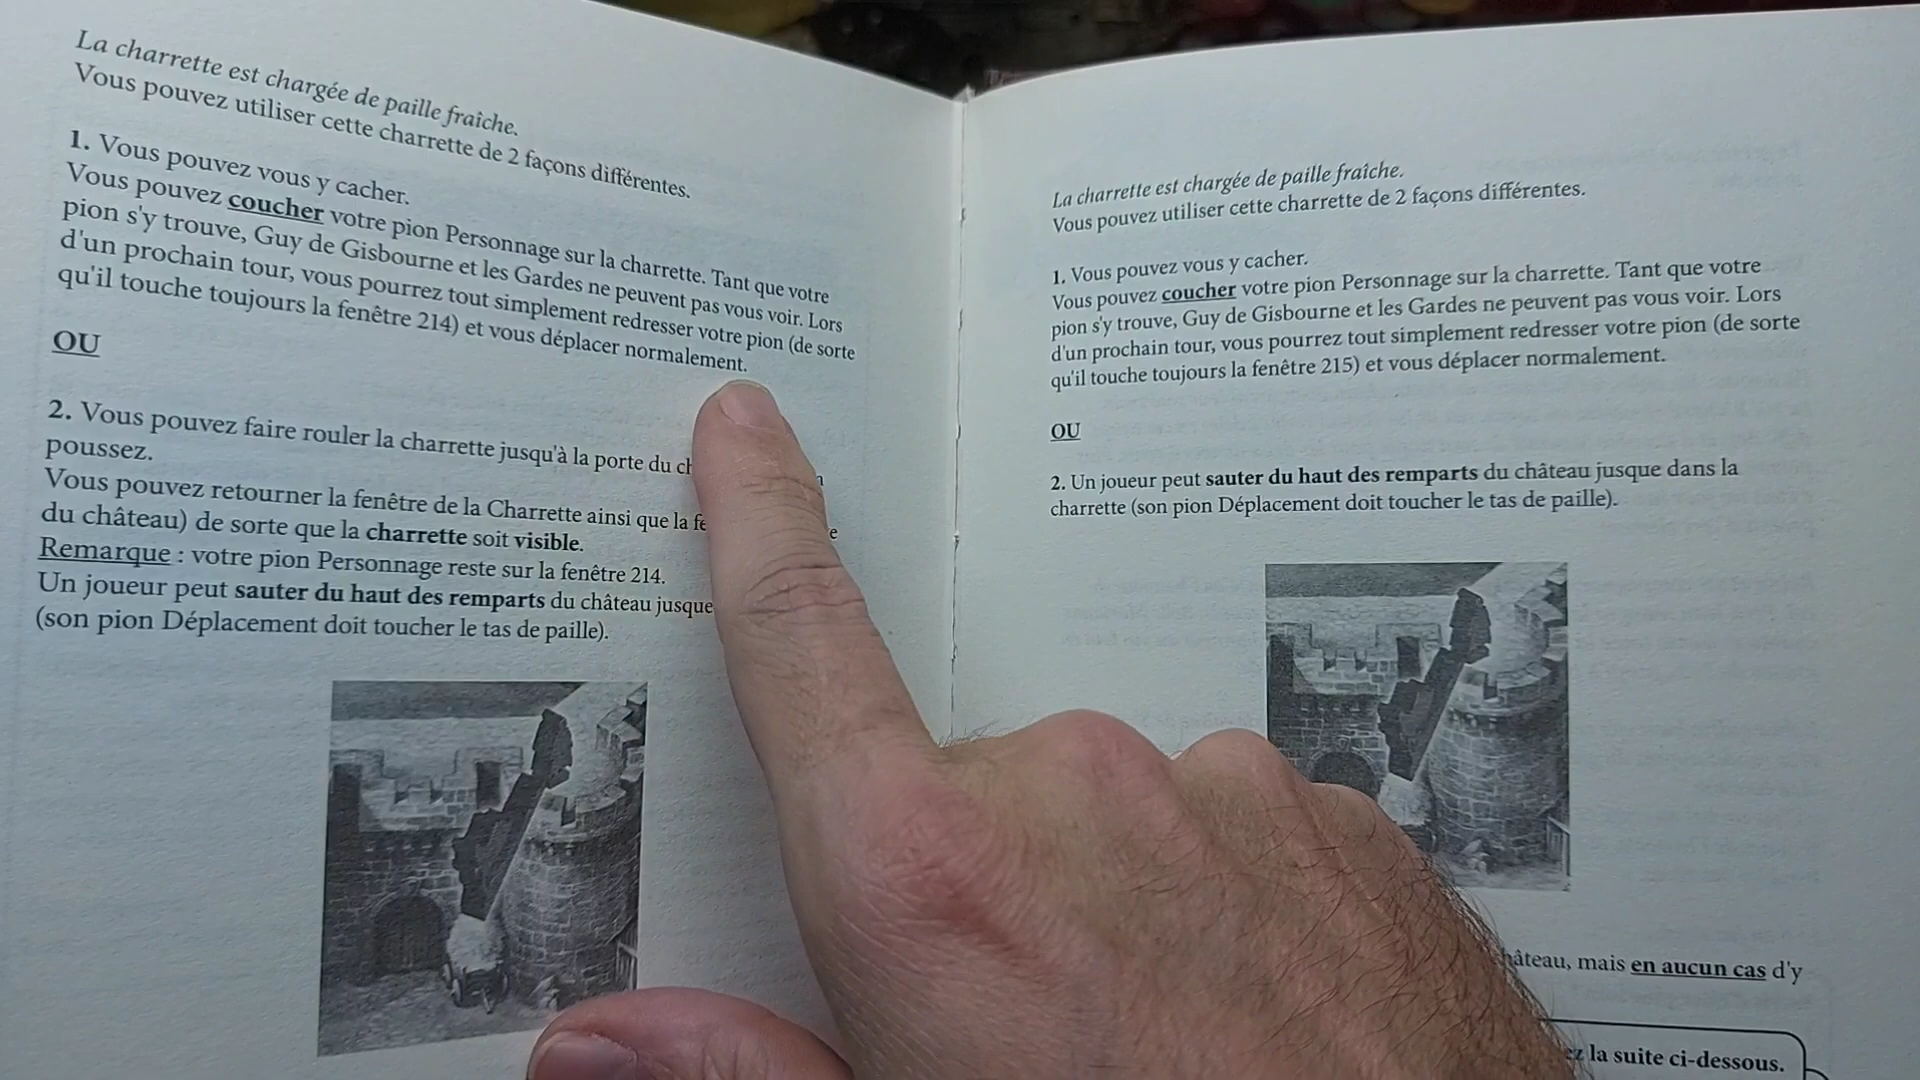 La charrette est chargée de paille fraîche.
Vous pouvez utiliser cette charrette de 2 façons différentes.
1. Vous pouvez vous y cacher.
Vous pouvez coucher votre pion Personnage sur la charrette. Tant que votre
pion s'y trouve, Guy de Gisbourne et les Gardes ne peuvent pas vous voir. Lors
d'un prochain tour, vous pourrez tout simplement redresser votre pion (de sorte
qu'il touche toujours la fenêtre 214) et vous déplacer normalement.
OU
2. Vous pouvez faire rouler la charrette jusqu'à la porte du
poussez.
Vous pouvez retourner la fenêtre de la Charrette ainsi que la
du château) de sorte que la charrette soit visible.
Remarque : votre pion Personnage reste sur la fenêtre 214.
Un joueur peut sauter du haut des remparts du château jusque
(son pion Déplacement doit toucher le tas de paille).
La charrette est chargée de paille fraîche.
Vous pouvez utiliser cette charrette de 2 façons différentes.
1. Vous pouvez vous y cacher.
Vous pouvez coucher votre pion Personnage sur la charrette. Tant que votre
pion s'y trouve, Guy de Gisbourne et les Gardes ne peuvent pas vous voir. Lors
d'un prochain tour, vous pourrez tout simplement redresser votre pion (de sorte
qu'il touche toujours la fenêtre 215) et vous déplacer normalement.
OU
2. Un joueur peut sauter du haut des remparts du château jusque dans la
charrette (son pion Déplacement doit toucher le tas de paille).
château, mais en aucun cas d'y
la suite ci-dessous.